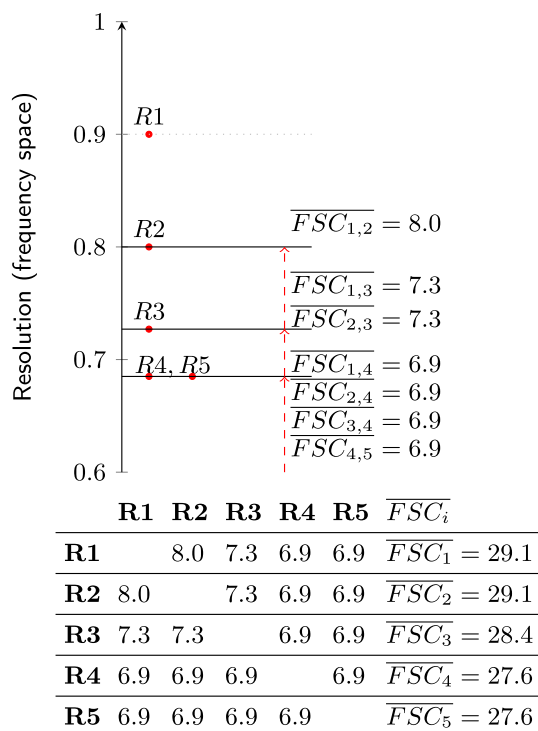 1
0.9
0.8
0.7
0.6
Resolution (frequency space)
R1
R2
R3
R4, R5
FSC1,2 = 8.0
FSC1,3 = 7.3
FSC2,3 = 7.3
FSC1,4 = 6.9
FSC2,4 = 6.9
FSC3,4 = 6.9
FSC4,5 = 6.9
R1 R2 R3 R4 R5 FSCi
R1 8.0 7.3 6.9 6.9 FSC1 = 29.1
R2 8.0 7.3 6.9 6.9 FSC2 = 29.1
R3 7.3 7.3 6.9 6.9 FSC3 = 28.4
R4 6.9 6.9 6.9 6.9 FSC4 = 27.6
R5 6.9 6.9 6.9 6.9 FSC5 = 27.6